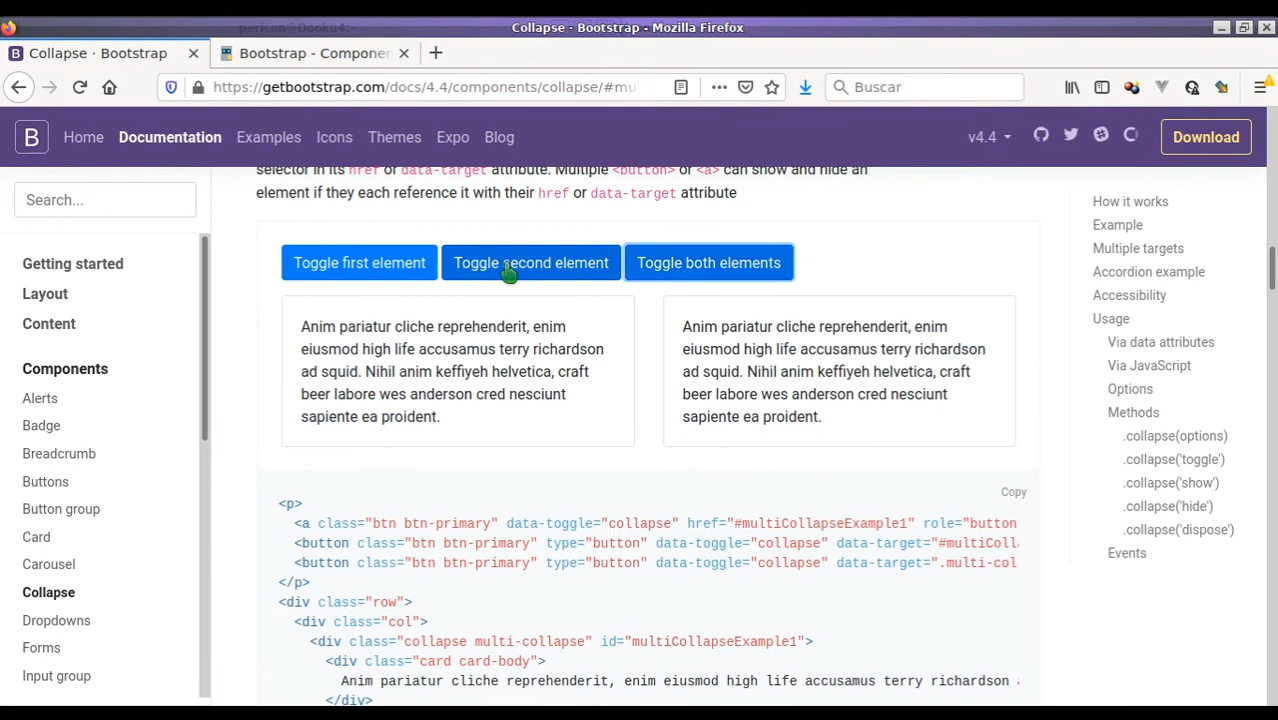 pericon@Dooku4:~
Collapse · Bootstrap - Mozilla Firefox
Collapse · Bootstrap
Bootstrap - Componen
https://getbootstrap.com/docs/4.4/components/collapse/#mu
Buscar
B
Home
Documentation
Examples
Icons
Themes
Expo
Blog
v4.4
Download
Search...
Getting started
Layout
Content
Components
Alerts
Badge
Breadcrumb
Buttons
Button group
Card
Carousel
Collapse
Dropdowns
Forms
Input group
selector in its href or data-target attribute. Multiple <button> or <a> can show and hide an
element if they each reference it with their href or data-target attribute
Toggle first element
Toggle second element
Toggle both elements
Anim pariatur cliche reprehenderit, enim
eiusmod high life accusamus terry richardson
ad squid. Nihil anim keffiyeh helvetica, craft
beer labore wes anderson cred nesciunt
sapiente ea proident.
Anim pariatur cliche reprehenderit, enim
eiusmod high life accusamus terry richardson
ad squid. Nihil anim keffiyeh helvetica, craft
beer labore wes anderson cred nesciunt
sapiente ea proident.
Copy
<p>
<a class="btn btn-primary" data-toggle="collapse" href="#multiCollapseExample1" role="button
<button class="btn btn-primary" type="button" data-toggle="collapse" data-target="#multiColl
<button class="btn btn-primary" type="button" data-toggle="collapse" data-target=".multi-col
</p>
<div class="row">
<div class="col">
<div class="collapse multi-collapse" id="multiCollapseExample1">
<div class="card card-body">
Anim pariatur cliche reprehenderit, enim eiusmod high life accusamus terry richardson
</div>
How it works
Example
Multiple targets
Accordion example
Accessibility
Usage
Via data attributes
Via JavaScript
Options
Methods
.collapse(options)
.collapse('toggle')
.collapse('show')
.collapse('hide')
.collapse('dispose')
Events